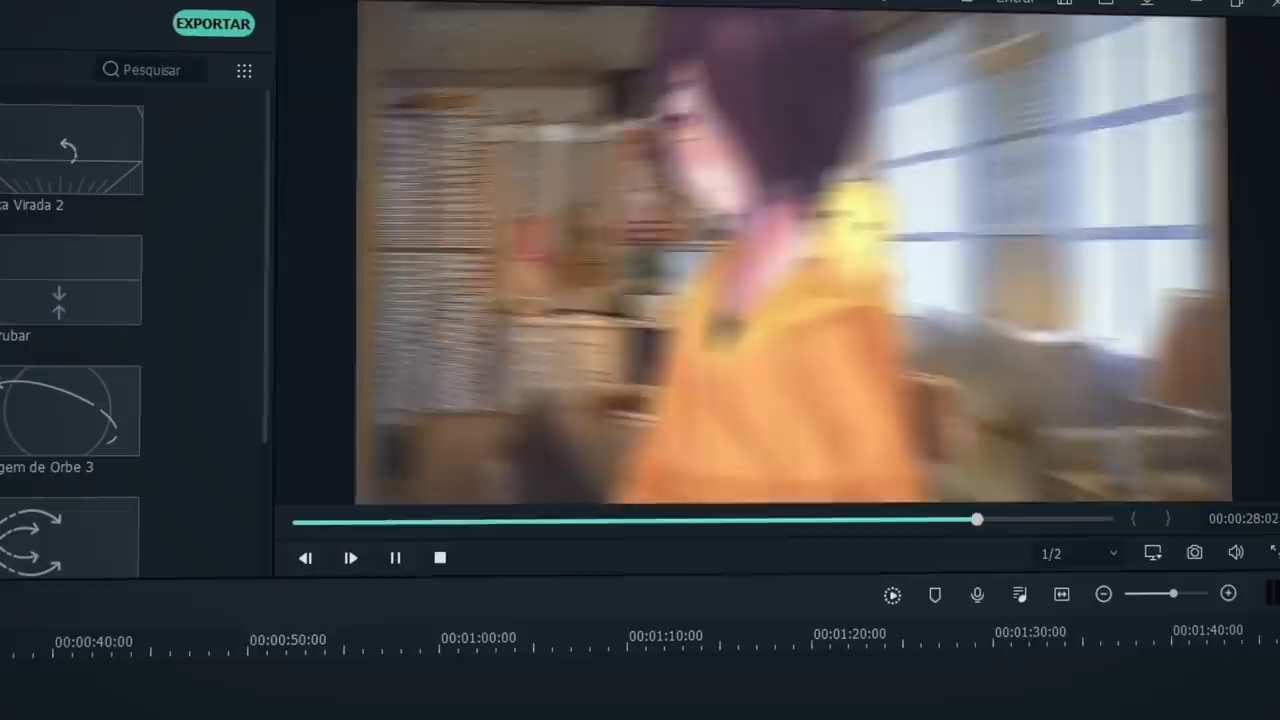 EXPORTAR
Pesquisar
a Virada 2
rubar
gem de Orbe 3
00:00:28:02
1/2
00:00:40:00
00:00:50:00
00:01:00:00
00:01:10:00
00:01:20:00
00:01:30:00
00:01:40:00